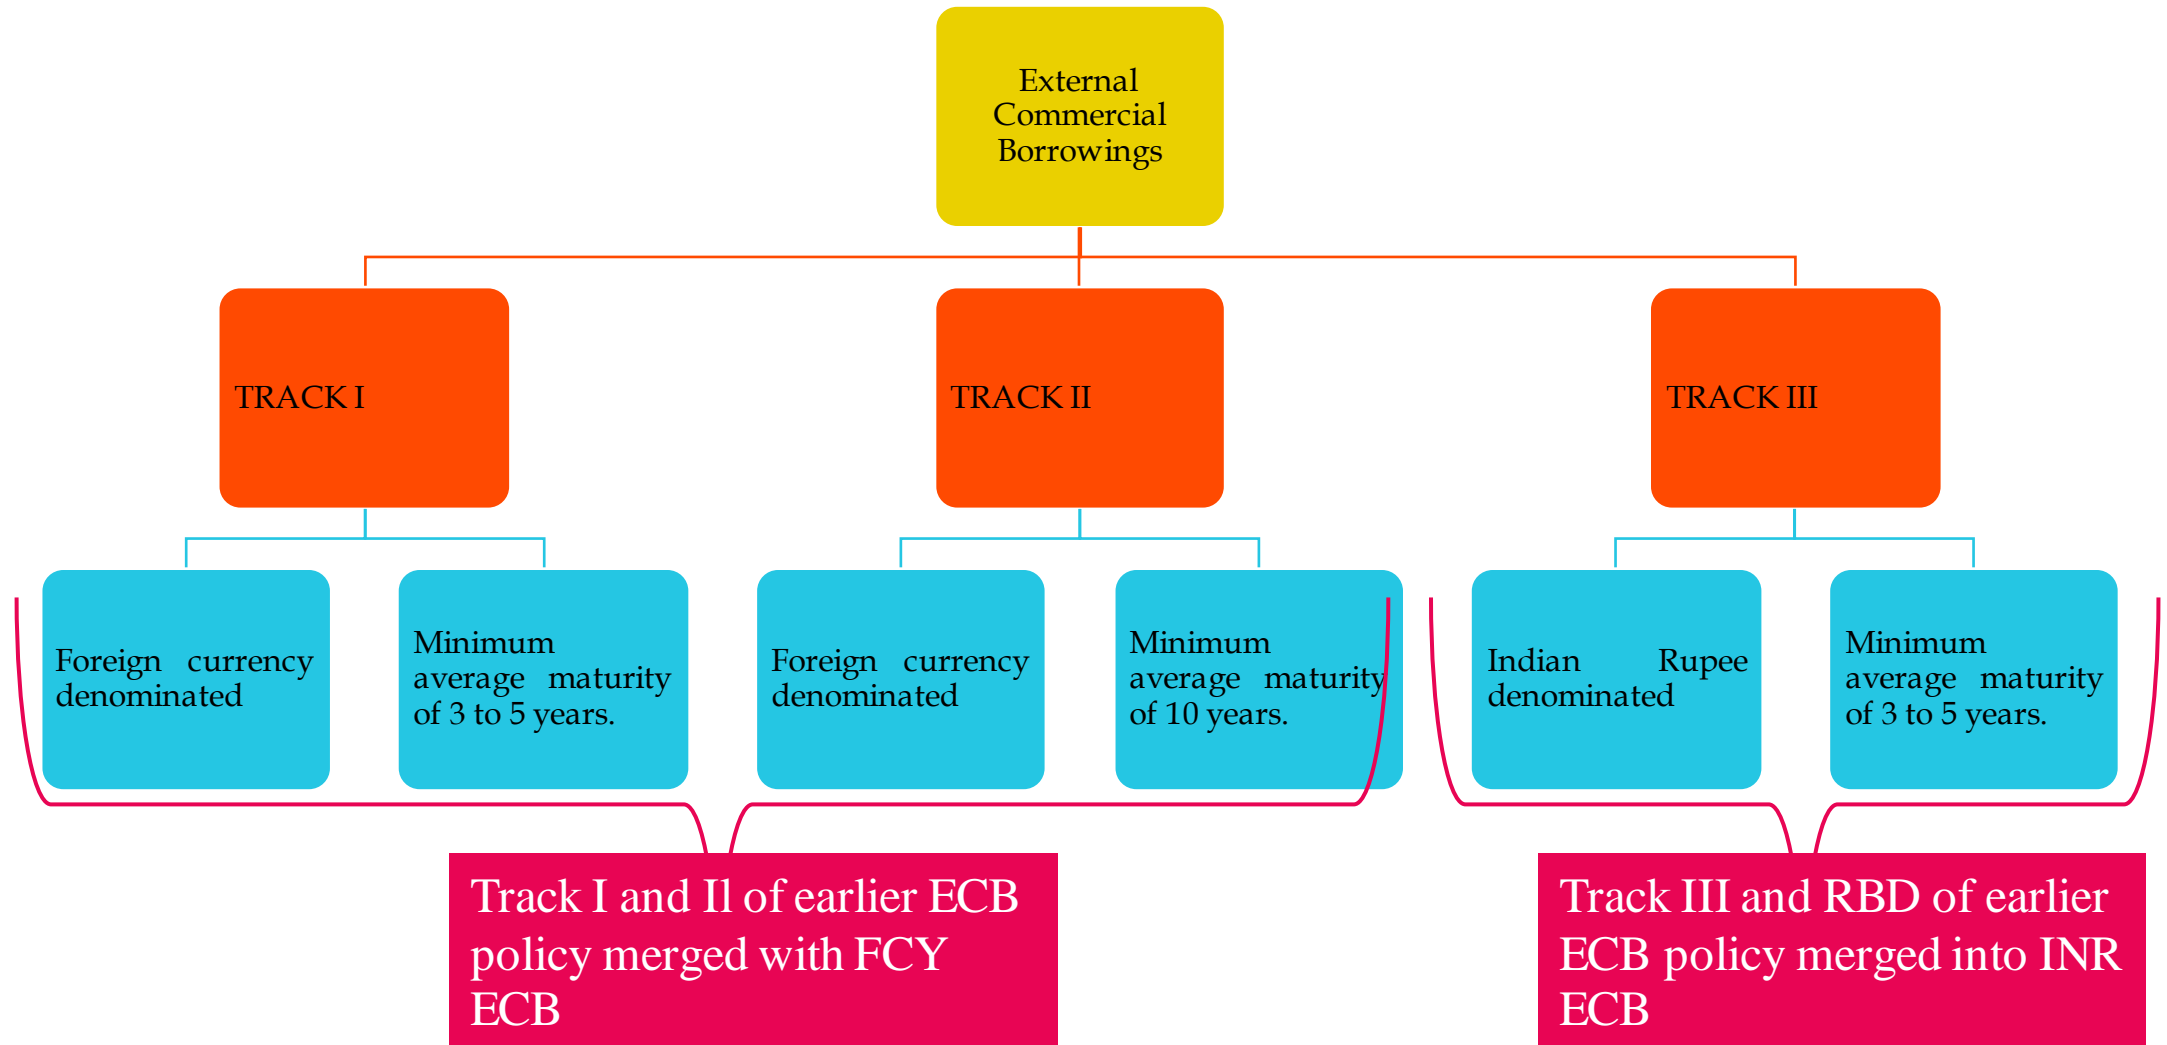 External
Commercial
Borrowings
TRACK I
TRACK II
TRACK III
Foreign currency
denominated
Minimum
average maturity
of 3 to 5 years.
Foreign currency
denominated
Minimum
average maturity
of 10 years.
Indian Rupee
denominated
Minimum
average maturity
of 3 to 5 years.
Track I and Il of earlier ECB
policy merged with FCY
ECB
Track III and RBD of earlier
ECB policy merged into INR
ECB